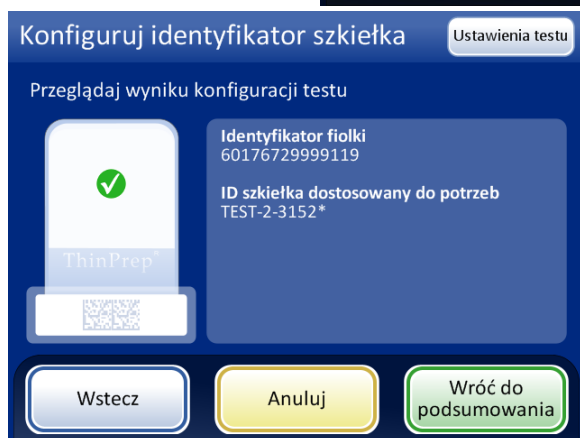 Konfiguruj identyfikator szkiełka
Ustawienia testu
Przeglądaj wyniku konfiguracji testu
Identyfikator fiolki
60176729999119
ID szkiełka dostosowany do potrzeb
TEST-2-3152*
ThinPrep®
Wstecz
Anuluj
Wróć do
podsumowania